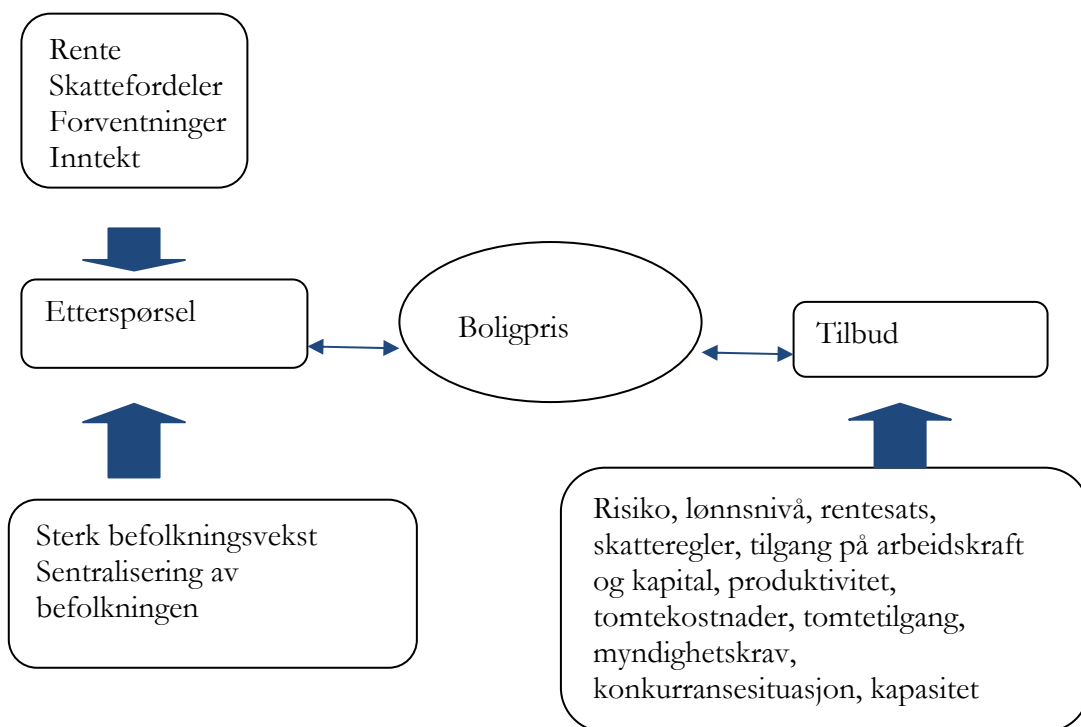 Rente
Skattefordeler
Forventninger
Inntekt
Etterspørsel
Boligpris
Tilbud
Sterk befolkningsvekst
Sentralisering av
befolkningen
Risiko, lønnsnivå, rentesats,
skatteregler, tilgang på arbeidskraft
og kapital, produktivitet,
tomtekostnader, tomtetilgang,
myndighetskrav,
konkurransesituasjon, kapasitet